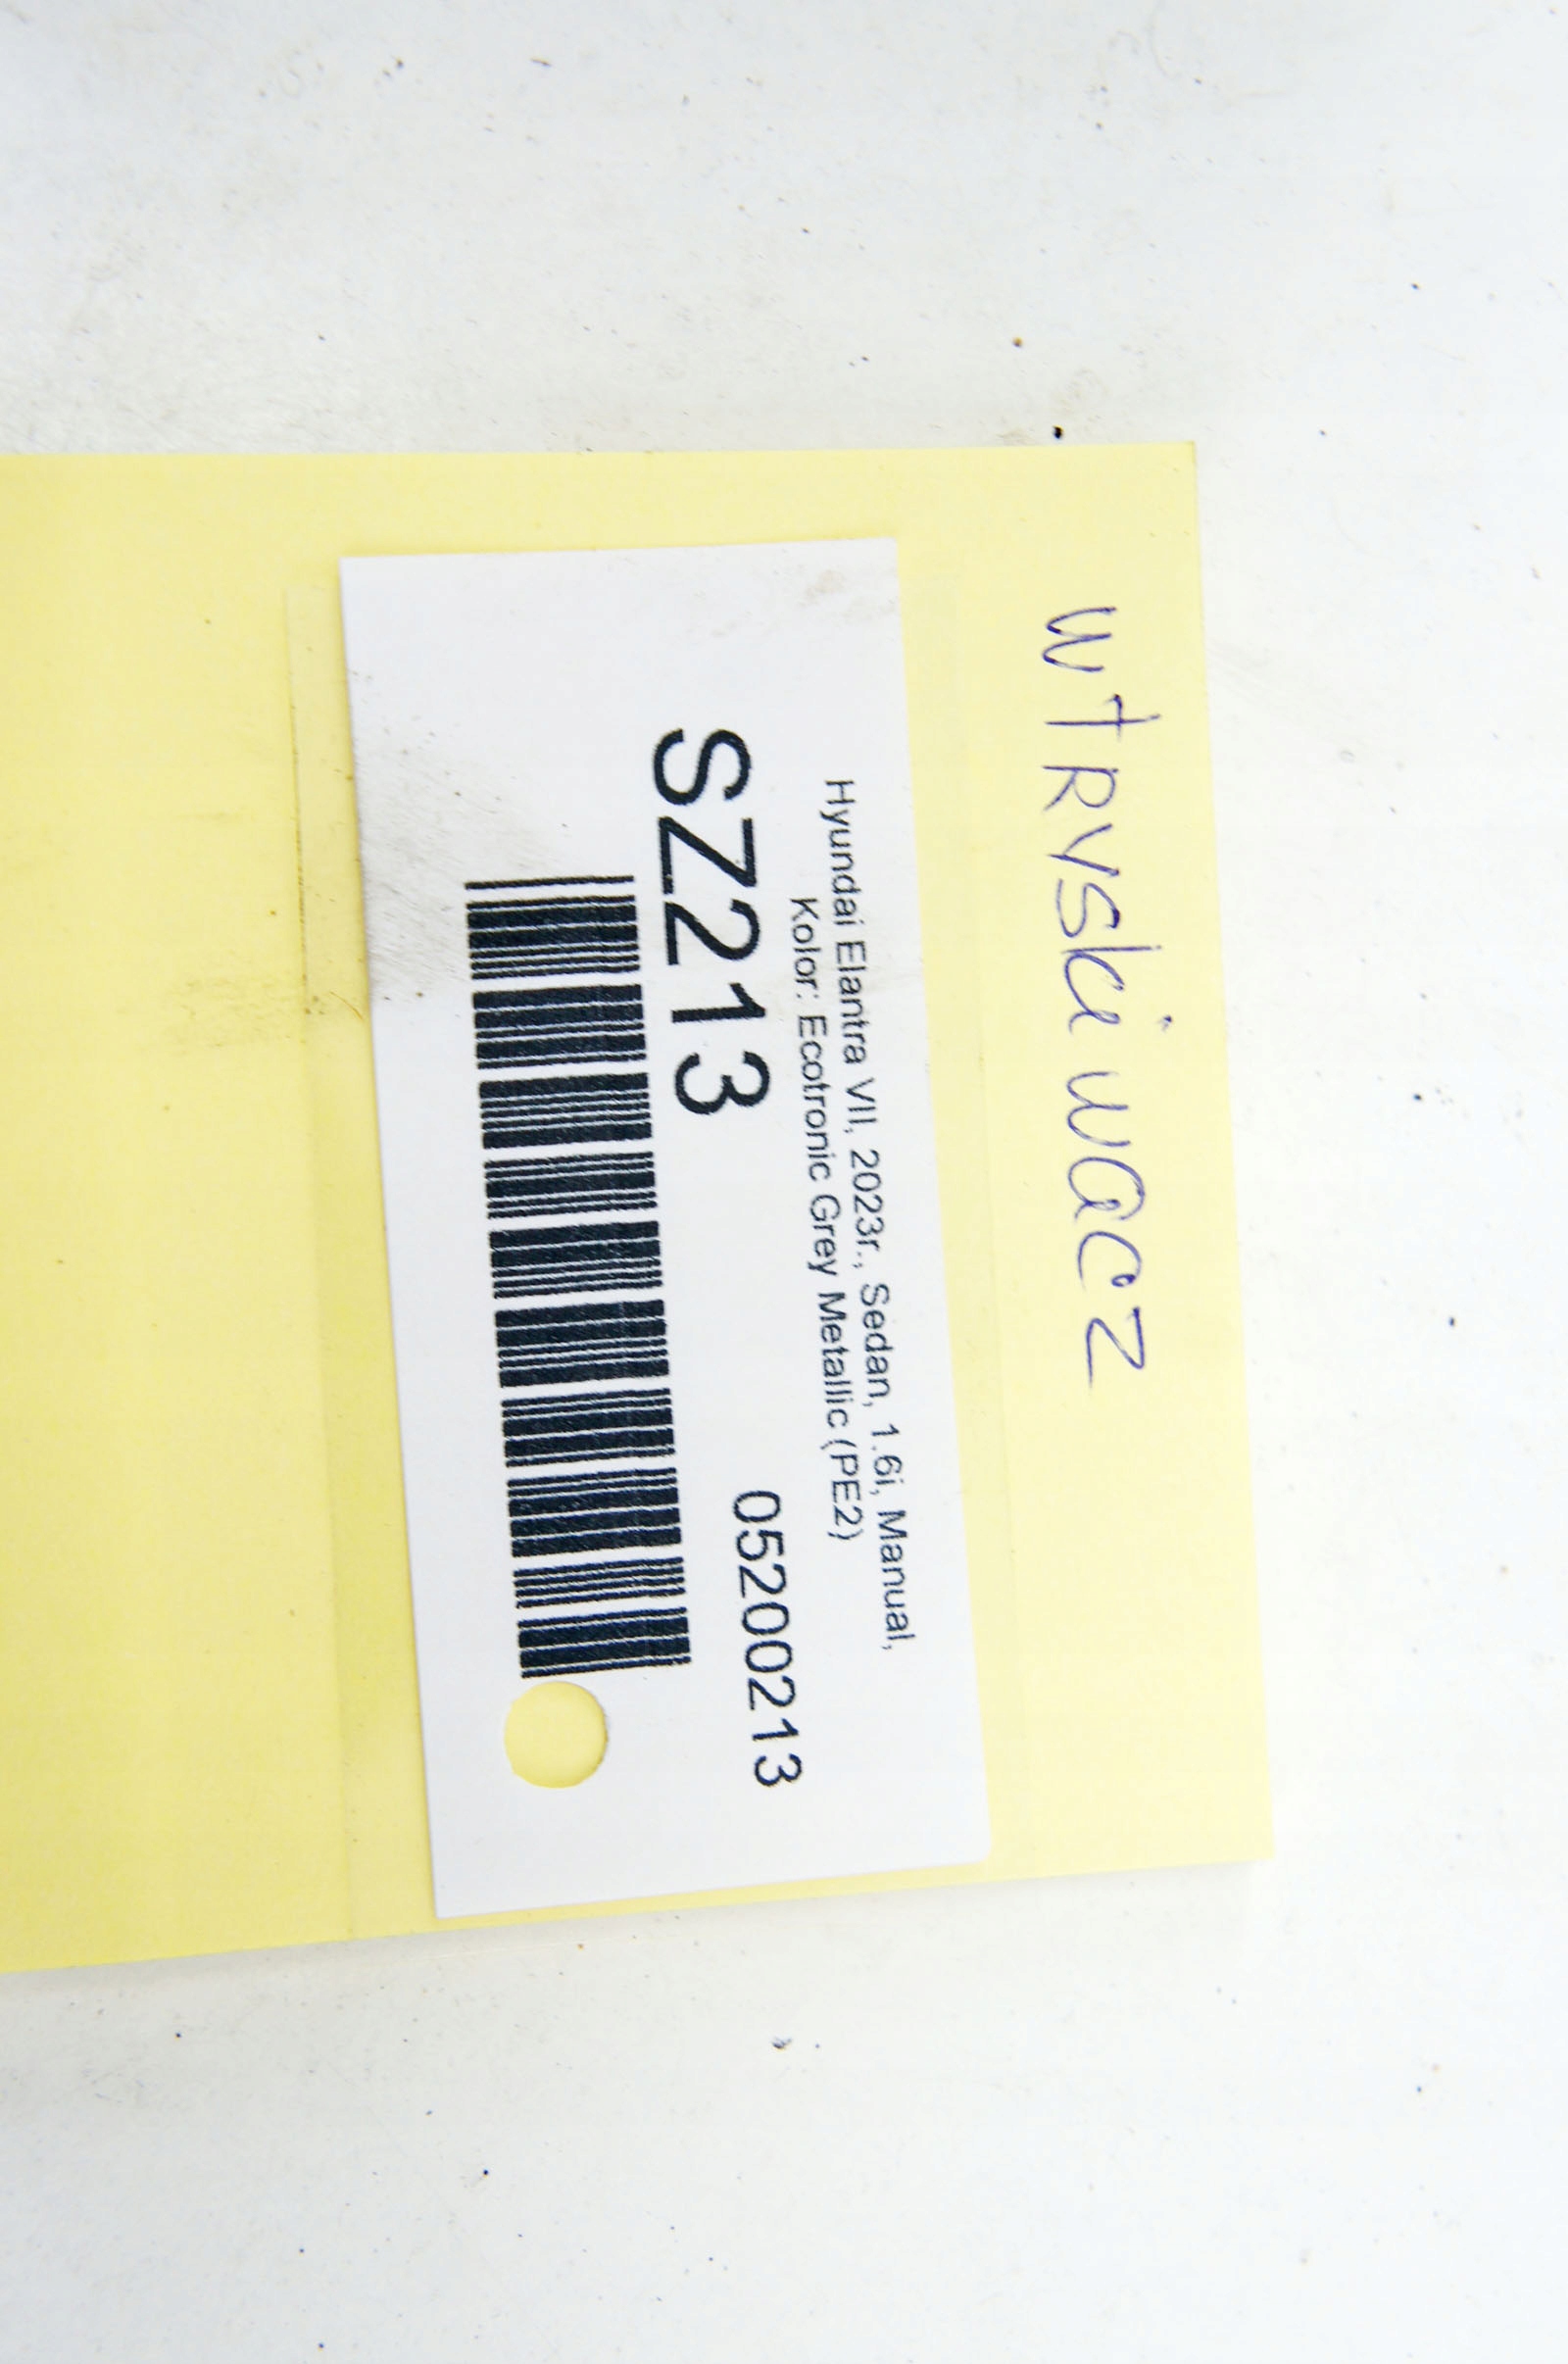 wtryskiwacz
Hyundai Elantra VII, 2023r., Sedan, 1.6i, Manual,
Kolor: Ecotronic Grey Metallic (PE2)
SZ213
05200213